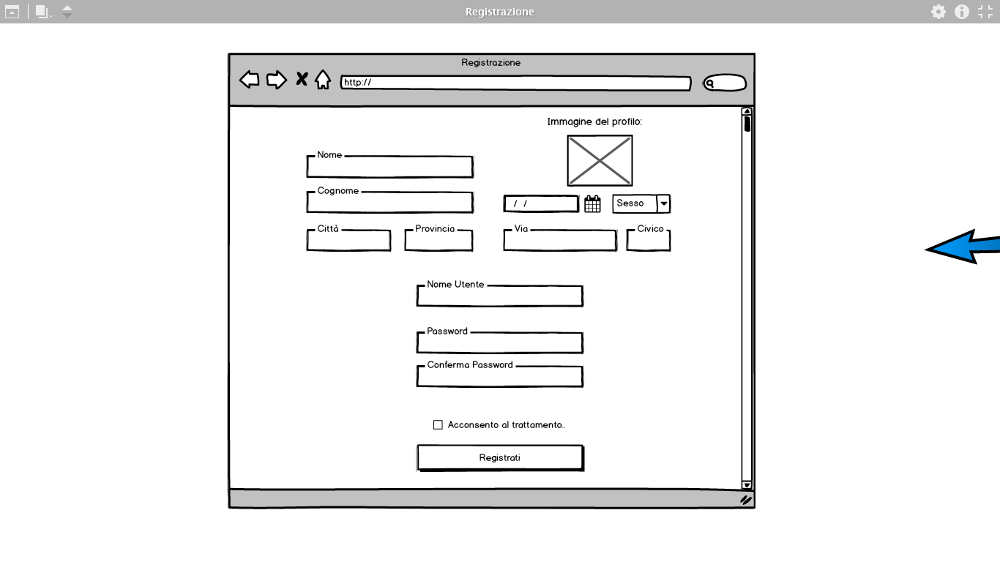 Registrazione
Registrazione
http://
Immagine del profilo:
Nome
Cognome
/ /
Sesso
Città
Provincia
Via
Civico
Nome Utente
Password
Conferma Password
Acconsento al trattamento..
Registrati